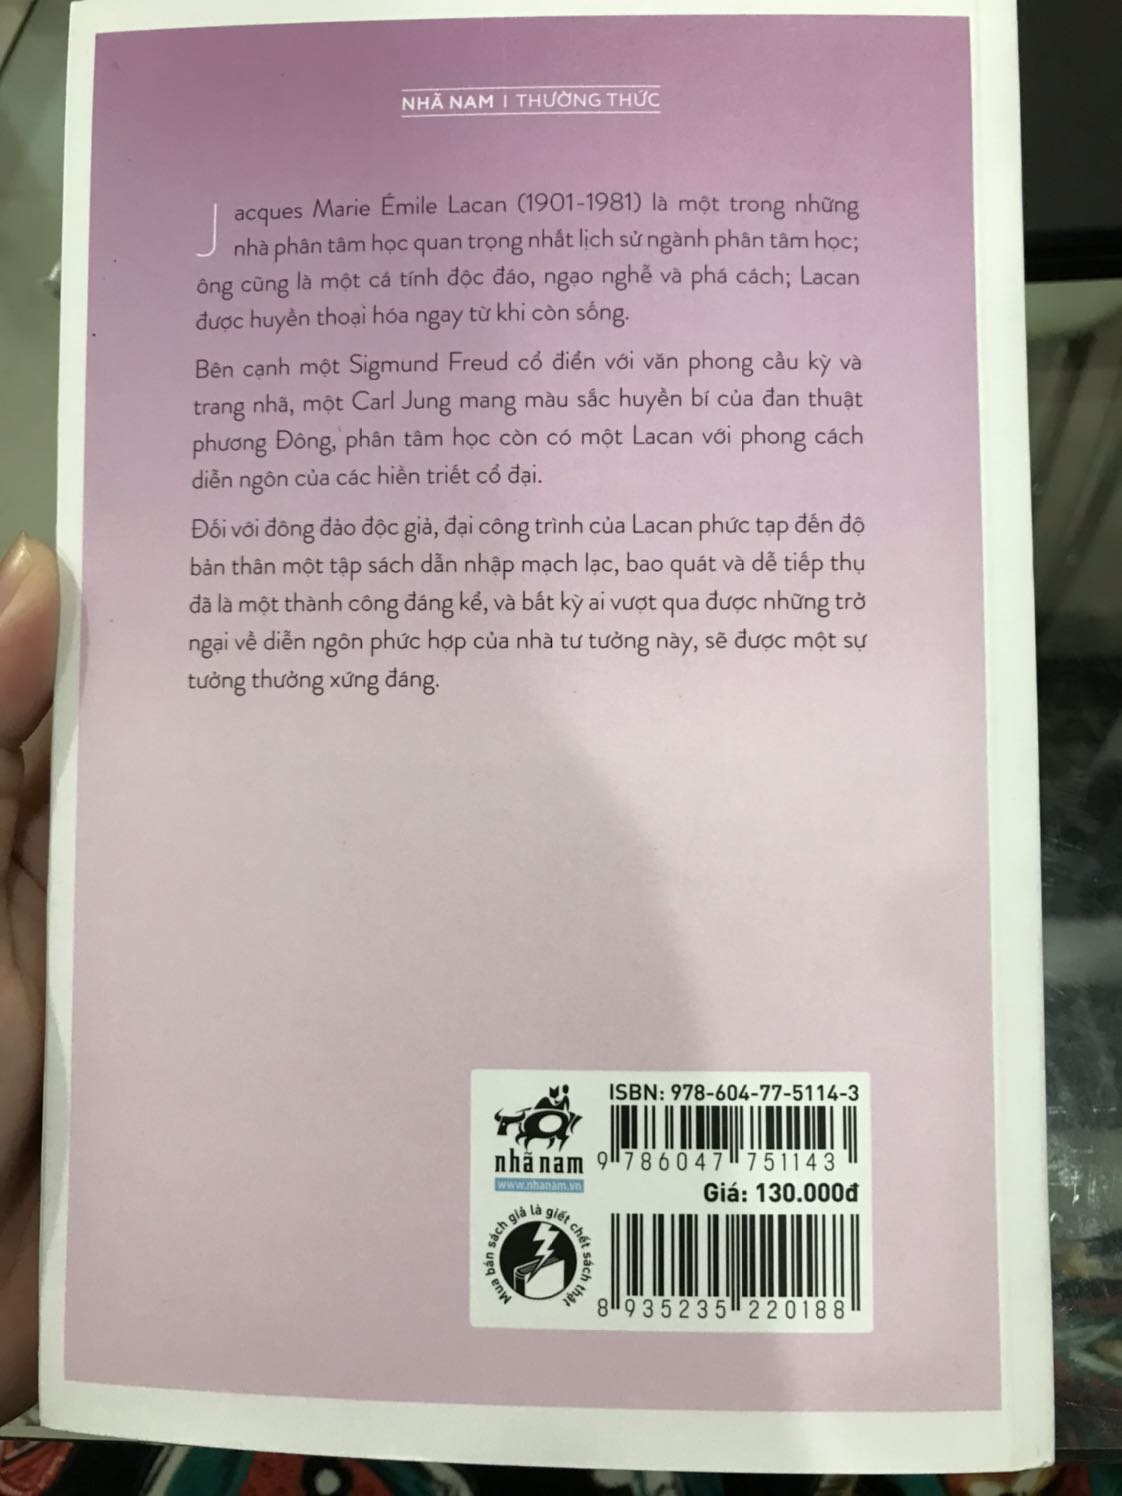 NHÃ NAM | THƯỜNG THỨC
Jacques Marie Émile Lacan (1901-1981) là một trong những
nhà phân tâm học quan trọng nhất lịch sử ngành phân tâm học;
ông cũng là một cá tính độc đáo, ngạo nghễ và phá cách; Lacan
được huyền thoại hóa ngay từ khi còn sống.
Bên cạnh một Sigmund Freud cổ điển với văn phong cầu kỳ và
trang nhã, một Carl Jung mang màu sắc huyền bí của đan thuật
phương Đông, phân tâm học còn có một Lacan với phong cách
diễn ngôn của các hiền triết cổ đại.
Đối với đông đảo độc giả, đại công trình của Lacan phức tạp đến độ
bản thân một tập sách dẫn nhập mạch lạc, bao quát và dễ tiếp thụ
đã là một thành công đáng kể, và bất kỳ ai vượt qua được những trở
ngại về diễn ngôn phức hợp của nhà tư tưởng này, sẽ được một sự
tưởng thưởng xứng đáng.
ISBN: 978-604-77-5114-3
nhã nam
www.nhanam.vn
9 786047 751143
Giá: 130.000đ
Mua bán sách giả là giết chết sách thật
8 935235 220188